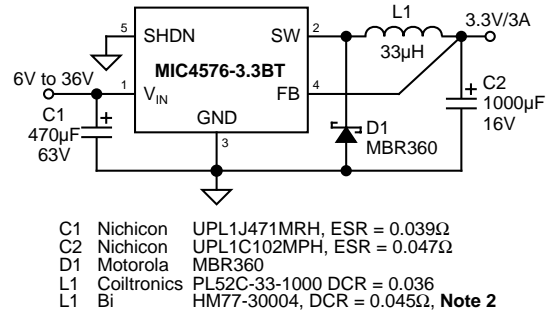 L1
3.3V/3A
5
SHDN
SW
2
33µH
MIC4576-3.3BT
6V to 36V
1
VIN
FB
4
C1
470µF
63V
GND
3
D1
MBR360
C2
1000µF
16V
+
+
C1 Nichicon UPL1J471MRH, ESR = 0.039Ω
C2 Nichicon UPL1C102MPH, ESR = 0.047Ω
D1 Motorola MBR360
L1 Coiltronics PL52C-33-1000 DCR = 0.036
L1 Bi HM77-30004, DCR = 0.045Ω, Note 2